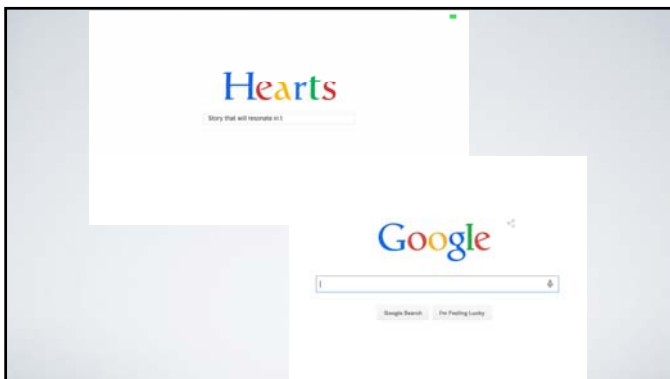 Hearts
Story that will resonate in t
Google
Google Search I'm Feeling Lucky